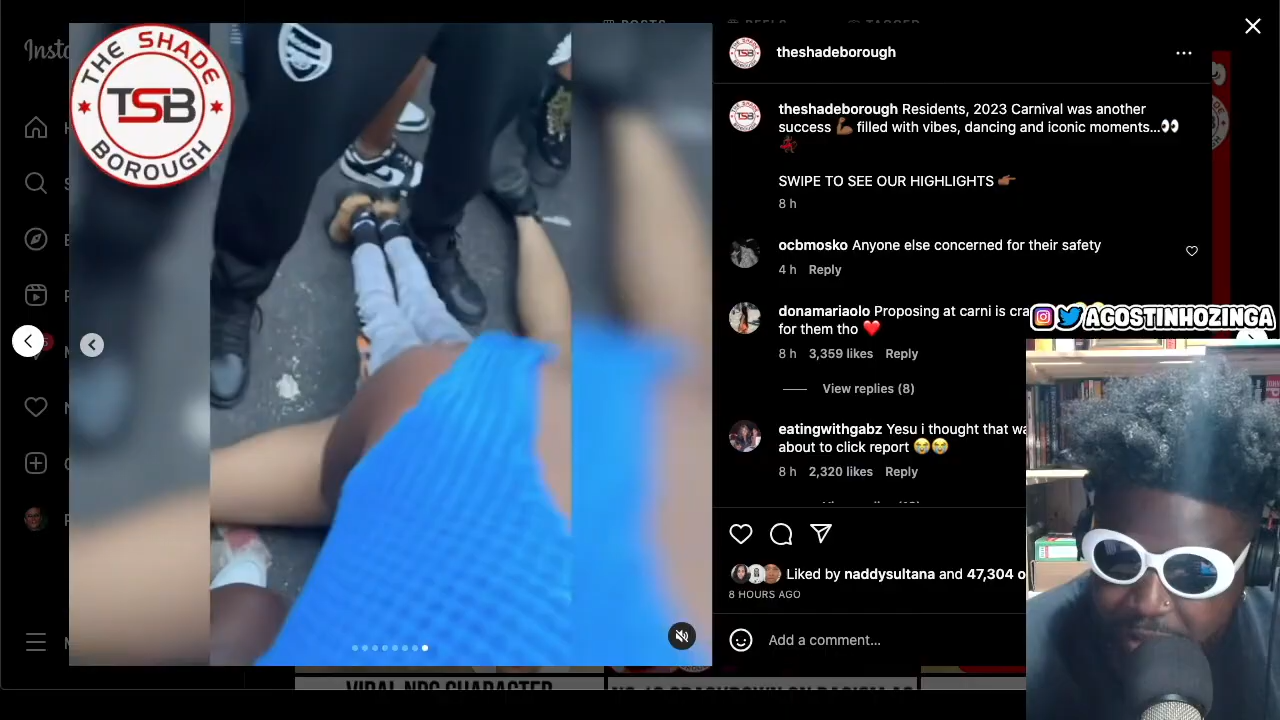 POSTS
REELS
TAGGED
Insta
THE SHADE
TSB
BOROUGH
theshadeborough
theshadeborough Residents, 2023 Carnival was another
success 💪🏾 filled with vibes, dancing and iconic moments...👀
💃🏾
SWIPE TO SEE OUR HIGHLIGHTS 👉🏾
8 h
ocbmosko Anyone else concerned for their safety
4 h Reply
donamariaolo Proposing at carni is cra
for them tho ❤️
8 h 3,359 likes Reply
View replies (8)
eatingwithgabz Yesu i thought that wa
about to click report 😭😭
8 h 2,320 likes Reply
Liked by naddysultana and 47,304 o
8 HOURS AGO
Add a comment...
AGOSTINHOZINGA
VIRAL NPC CHARACTER